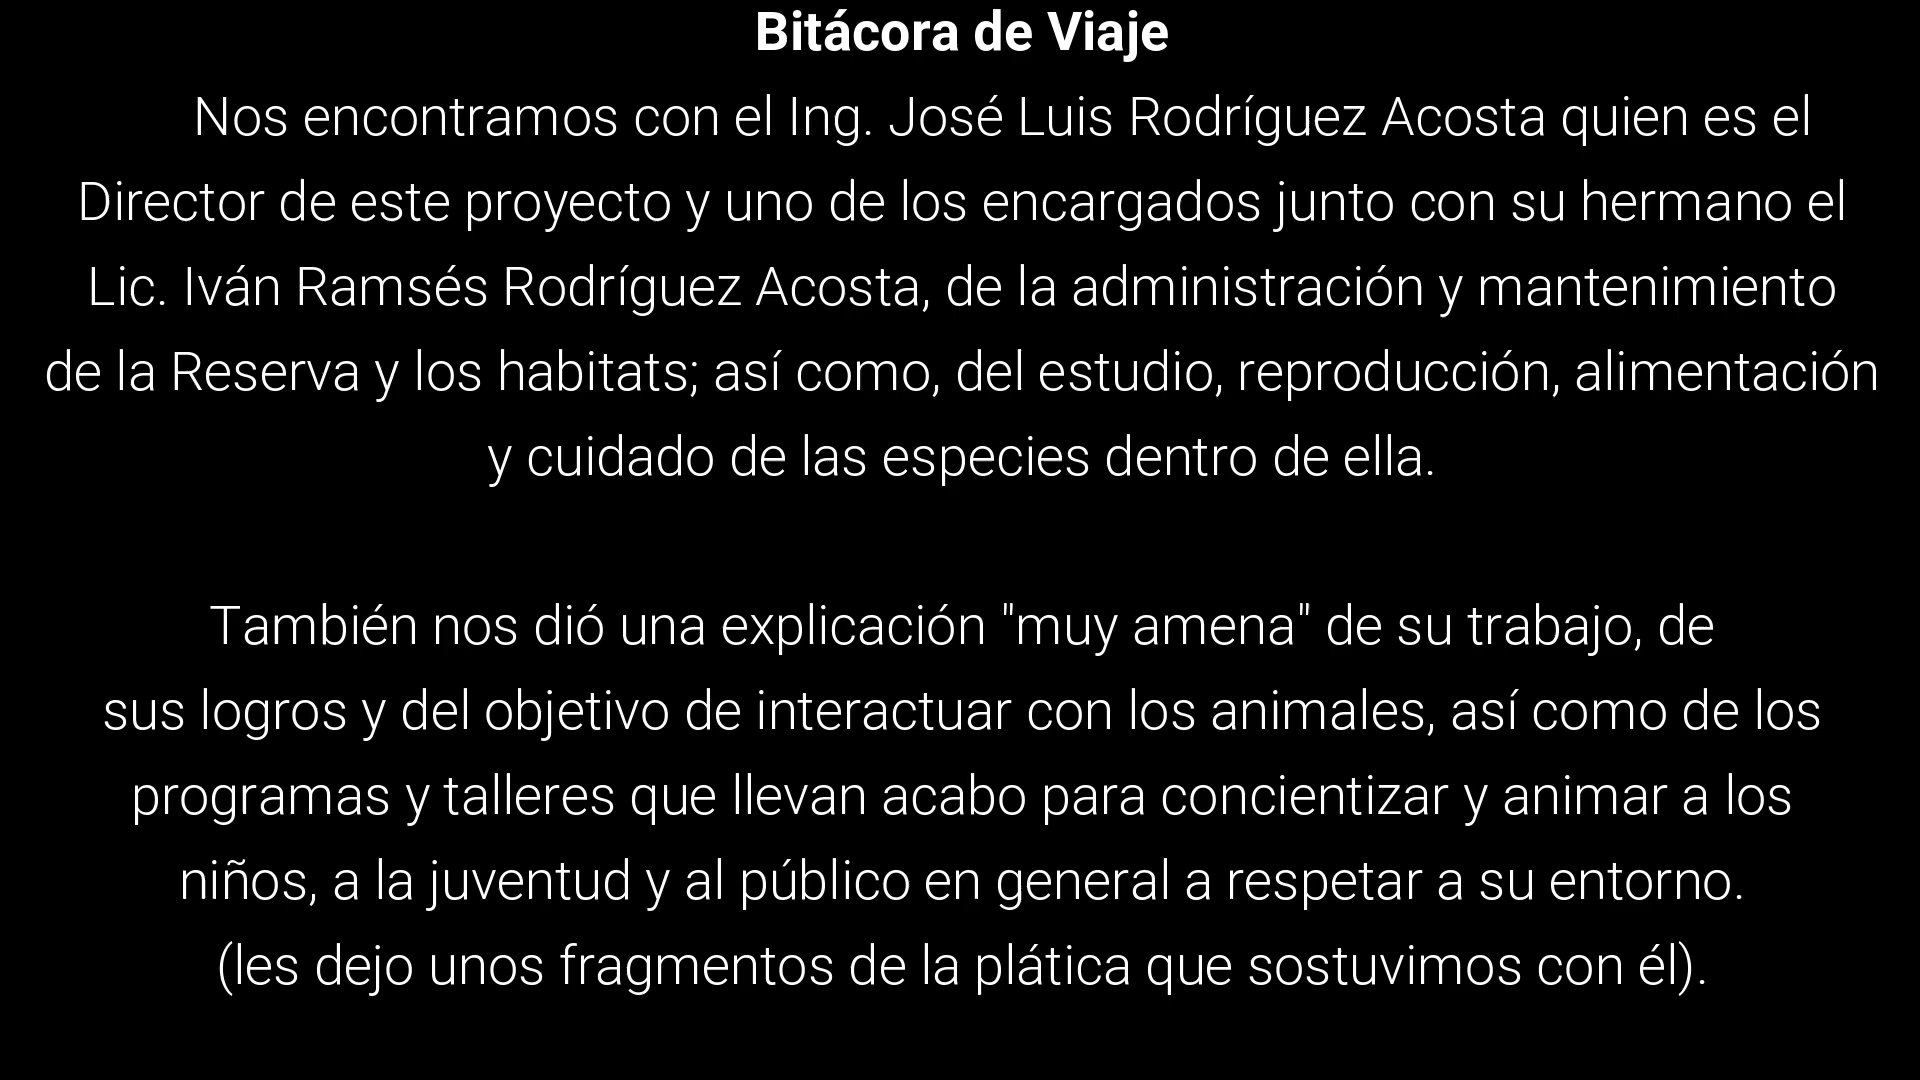 Bitácora de Viaje
Nos encontramos con el Ing. José Luis Rodríguez Acosta quien es el
Director de este proyecto y uno de los encargados junto con su hermano el
Lic. Iván Ramsés Rodríguez Acosta, de la administración y mantenimiento
de la Reserva y los habitats; así como, del estudio, reproducción, alimentación
y cuidado de las especies dentro de ella.
También nos dió una explicación "muy amena" de su trabajo, de
sus logros y del objetivo de interactuar con los animales, así como de los
programas y talleres que llevan acabo para concientizar y animar a los
niños, a la juventud y al público en general a respetar a su entorno.
(les dejo unos fragmentos de la plática que sostuvimos con él).